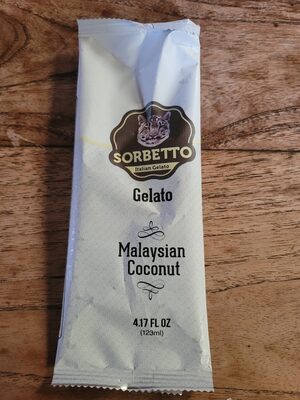 SORBETTO
Italian Gelato
Gelato
Malaysian
Coconut
4.17 FL OZ
(123ml)